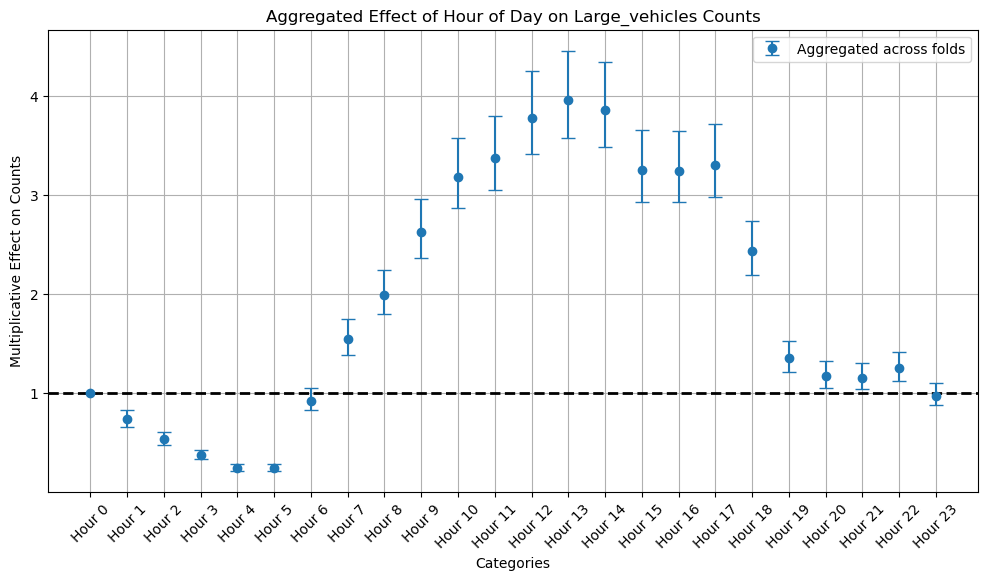 Aggregated Effect of Hour of Day on Large_vehicles Counts
Aggregated across folds
Multiplicative Effect on Counts
4
3
2
1
Hour 0
Hour 1
Hour 2
Hour 3
Hour 4
Hour 5
Hour 6
Hour 7
Hour 8
Hour 9
Hour 10
Hour 11
Hour 12
Hour 13
Hour 14
Hour 15
Hour 16
Hour 17
Hour 18
Hour 19
Hour 20
Hour 21
Hour 22
Hour 23
Categories